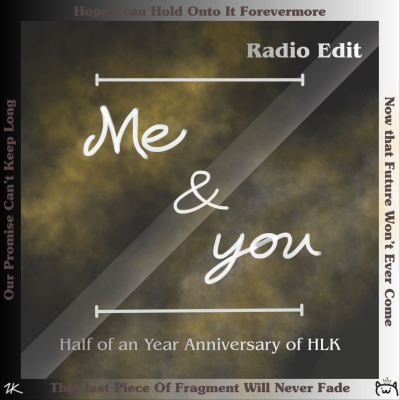 Hope I can Hold Onto It Forevermore
Radio Edit
Me
&
you
Half of an Year Anniversary of HLK
Our Promise Can't Keep Long
Now that Future Won't Ever Come
That last Piece Of Fragment Will Never Fade